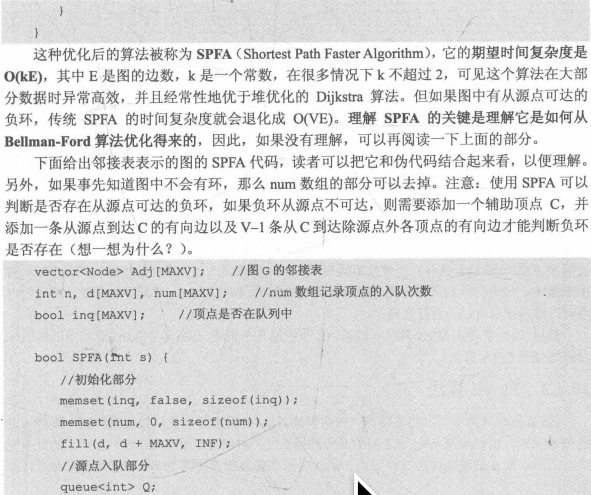 }
}
这种优化后的算法被称为 SPFA（Shortest Path Faster Algorithm），它的期望时间复杂度是
O(kE)，其中 E 是图的边数，k 是一个常数，在很多情况下 k 不超过 2，可见这个算法在大部
分数据时异常高效，并且经常性地优于堆优化的 Dijkstra 算法。但如果图中有从源点可达的
负环，传统 SPFA 的时间复杂度就会退化成 O(VE)。理解 SPFA 的关键是理解它是如何从
Bellman-Ford 算法优化得来的，因此，如果没有理解，可以再阅读一下上面的部分。
下面给出邻接表表示的图的 SPFA 代码，读者可以把它和伪代码结合起来看，以便理解。
另外，如果事先知道图中不会有环，那么 num 数组的部分可以去掉。注意：使用 SPFA 可以
判断是否存在从源点可达的负环，如果负环从源点不可达，则需要添加一个辅助顶点 C，并
添加一条从源点到达 C 的有向边以及 V–1 条从 C 到达除源点外各顶点的有向边才能判断负环
是否存在（想一想为什么？）。
vector<Node> Adj[MAXV]; //图 G 的邻接表
int n, d[MAXV], num[MAXV]; //num 数组记录顶点的入队次数
bool inq[MAXV]; //顶点是否在队列中
bool SPFA(int s) {
//初始化部分
memset(inq, false, sizeof(inq));
memset(num, 0, sizeof(num));
fill(d, d + MAXV, INF);
//源点入队部分
queue<int> Q;